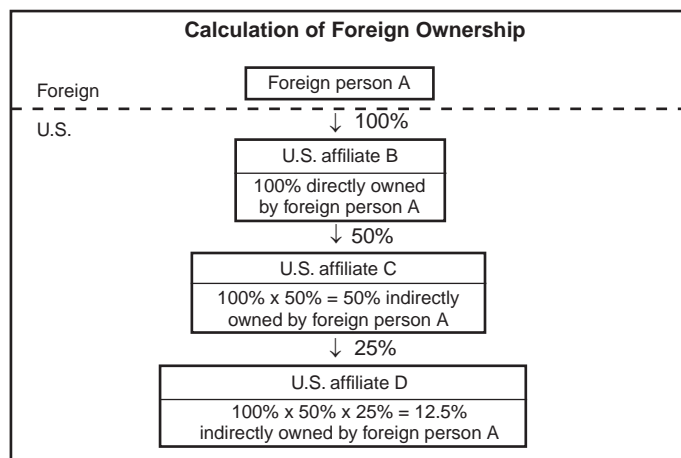 Calculation of Foreign Ownership
Foreign person A
Foreign
U.S.
↓ 100%
U.S. affiliate B
100% directly owned
by foreign person A
↓ 50%
U.S. affiliate C
100% x 50% = 50% indirectly
owned by foreign person A
↓ 25%
U.S. affiliate D
100% x 50% x 25% = 12.5%
indirectly owned by foreign person A